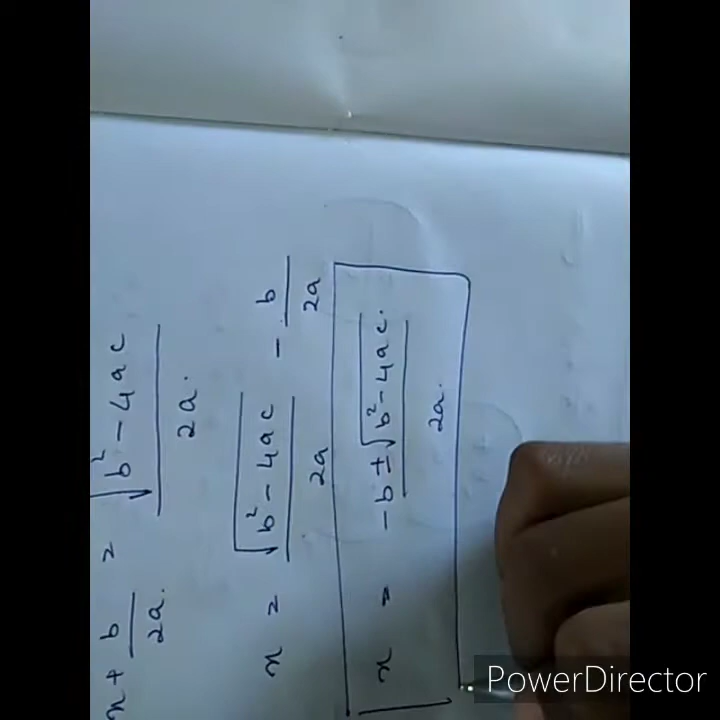 x + b/2a. = √b² - 4ac / 2a.
x = √b² - 4ac / 2a - b/2a
x = -b ± √b² - 4ac. / 2a.
PowerDirector